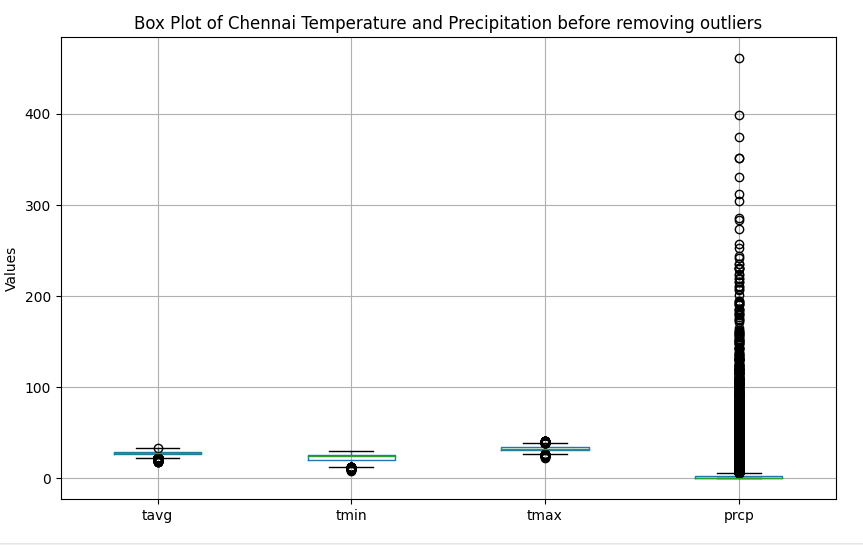 Box Plot of Chennai Temperature and Precipitation before removing outliers
Values
400
300
200
100
0
tavg tmin tmax prcp